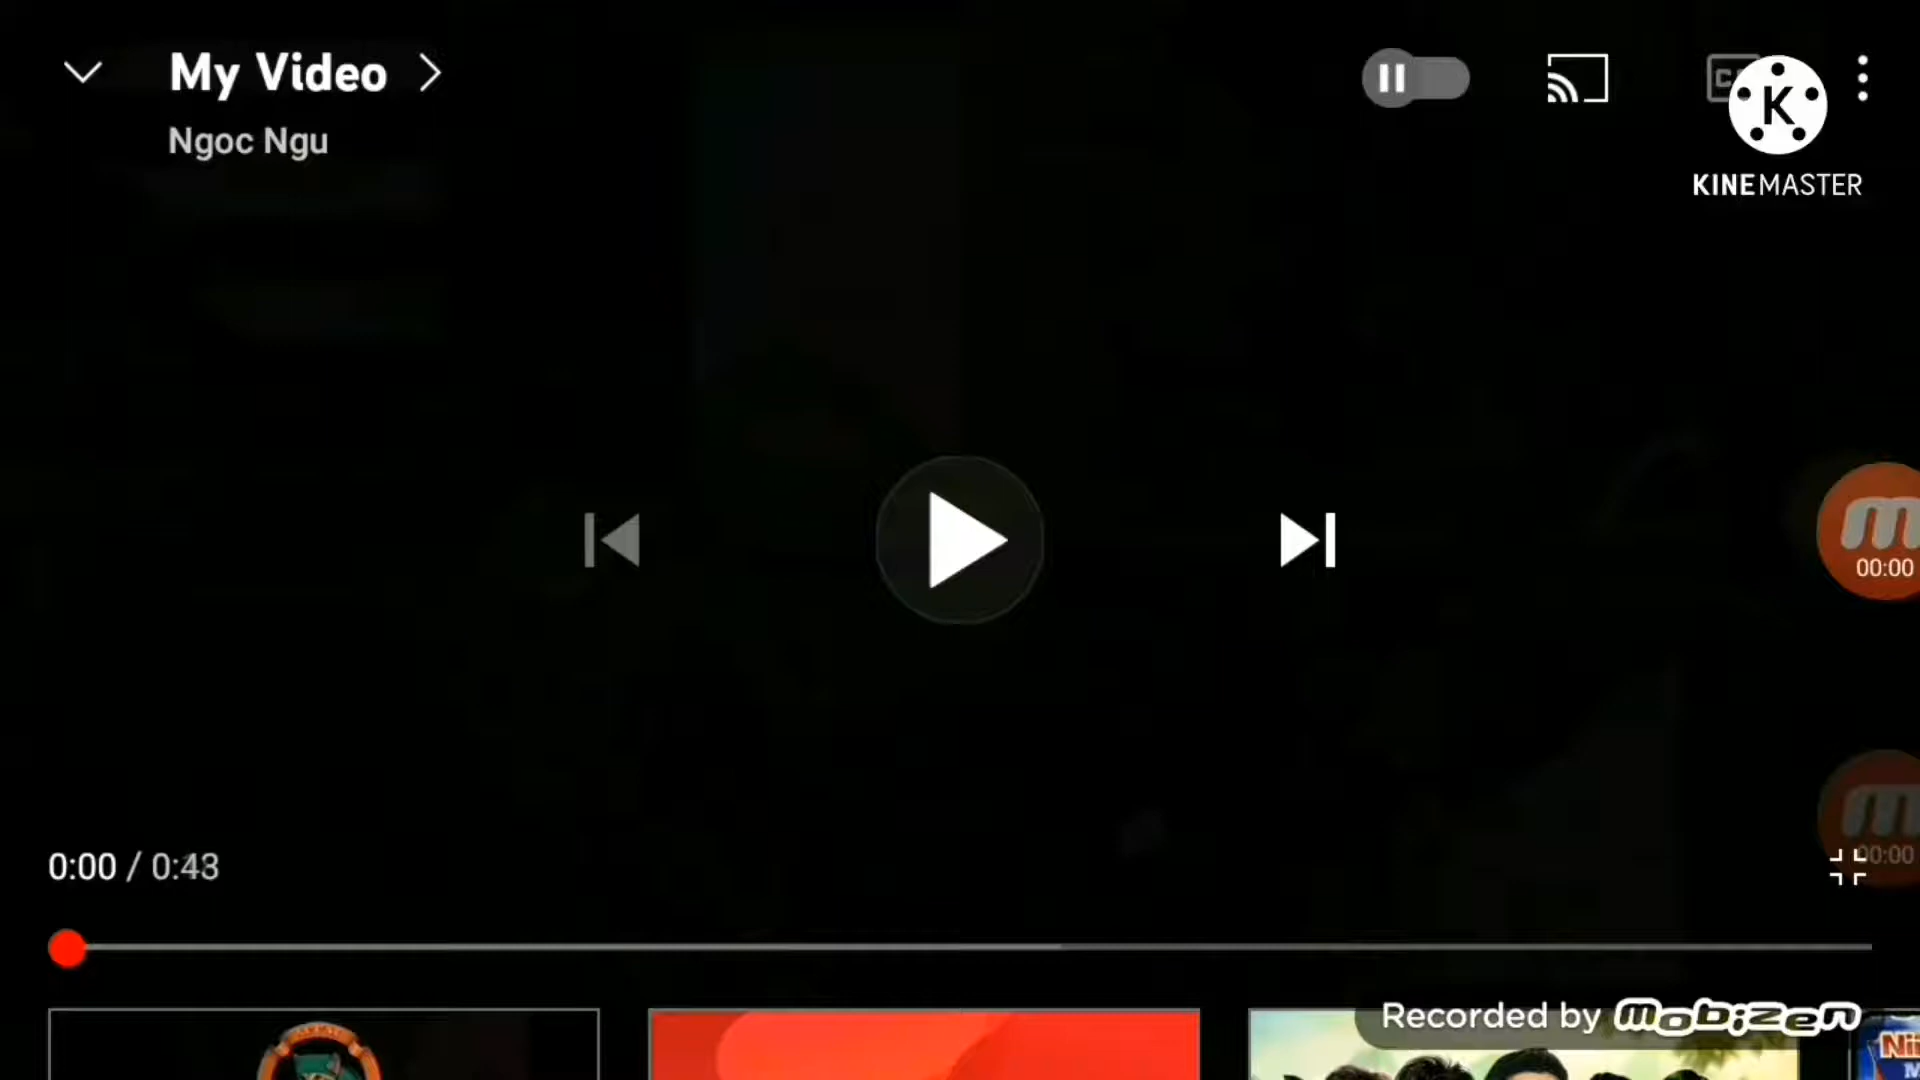 My Video
Ngoc Ngu
K
KINEMASTER
00:00
00:00
0:00 / 0:43
Recorded by mobizen